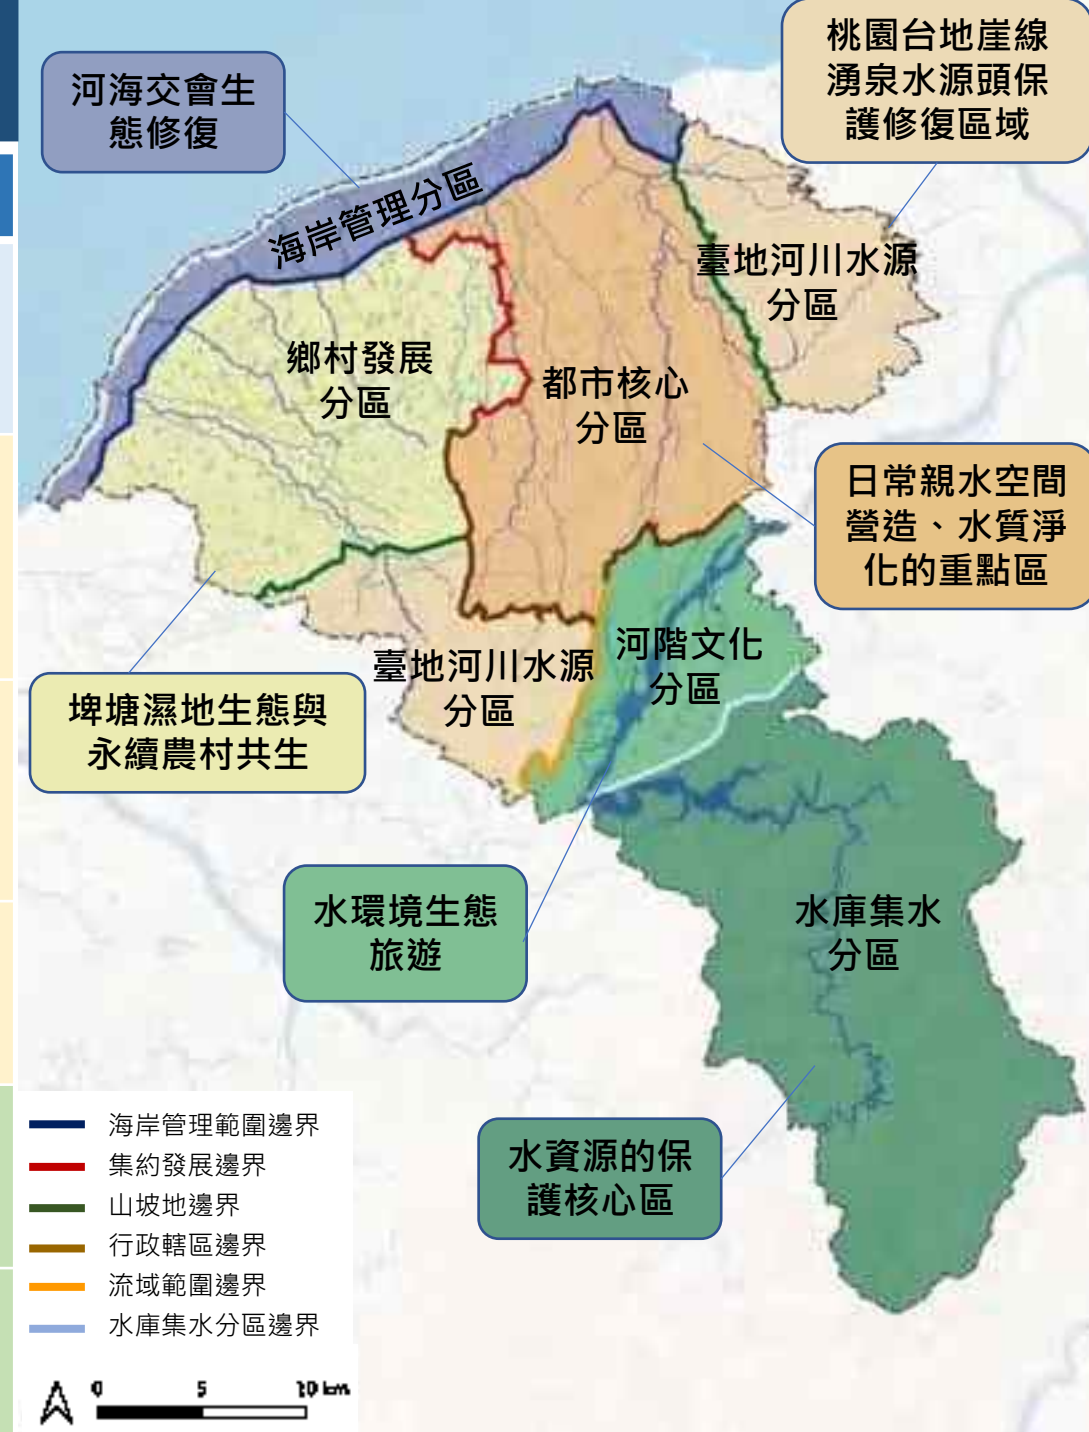 桃園台地崖線
湧泉水源頭保
護修復區域
河海交會生
態修復
海岸管理分區
臺地河川水源
分區
鄉村發展
分區
都市核心
分區
日常親水空間
營造、水質淨
化的重點區
河階文化
分區
臺地河川水源
分區
埤塘濕地生態與
永續農村共生
水環境生態
旅遊
水庫集水
分區
水資源的保
護核心區
海岸管理範圍邊界
集約發展邊界
山坡地邊界
行政轄區邊界
流域範圍邊界
水庫集水分區邊界
0 5 10 km